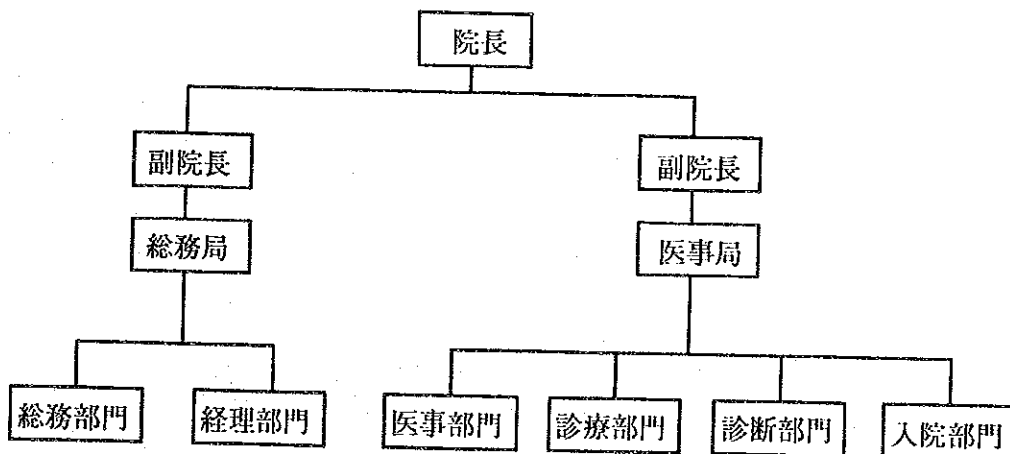 院長
副院長
副院長
総務局
医事局
総務部門
経理部門
医事部門
診療部門
診断部門
入院部門